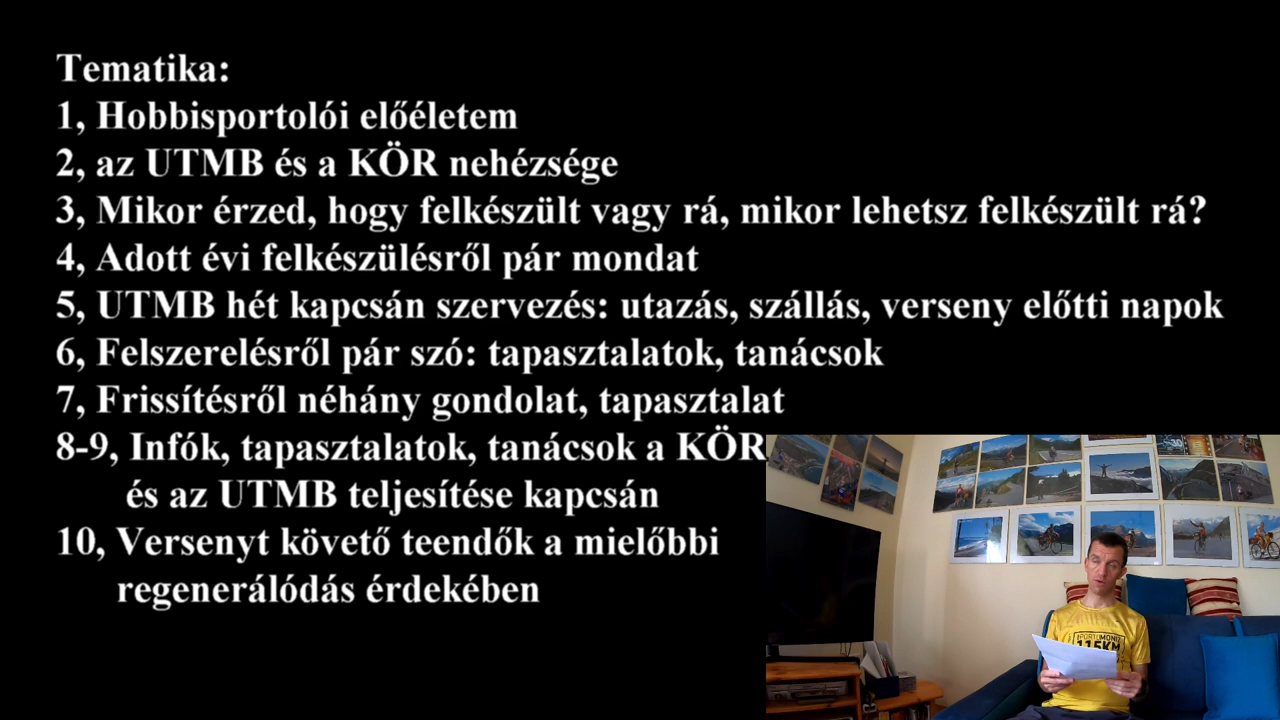 Tematika:
1, Hobbisportolói előéletem
2, az UTMB és a KÖR nehézsége
3, Mikor érzed, hogy felkészült vagy rá, mikor lehetsz felkészült rá?
4, Adott évi felkészülésről pár mondat
5, UTMB hét kapcsán szervezés: utazás, szállás, verseny előtti napok
6, Felszerelésről pár szó: tapasztalatok, tanácsok
7, Frissítésről néhány gondolat, tapasztalat
8-9, Infók, tapasztalatok, tanácsok a KÖR
és az UTMB teljesítése kapcsán
10, Versenyt követő teendők a mielőbbi
regenerálódás érdekében
115KM